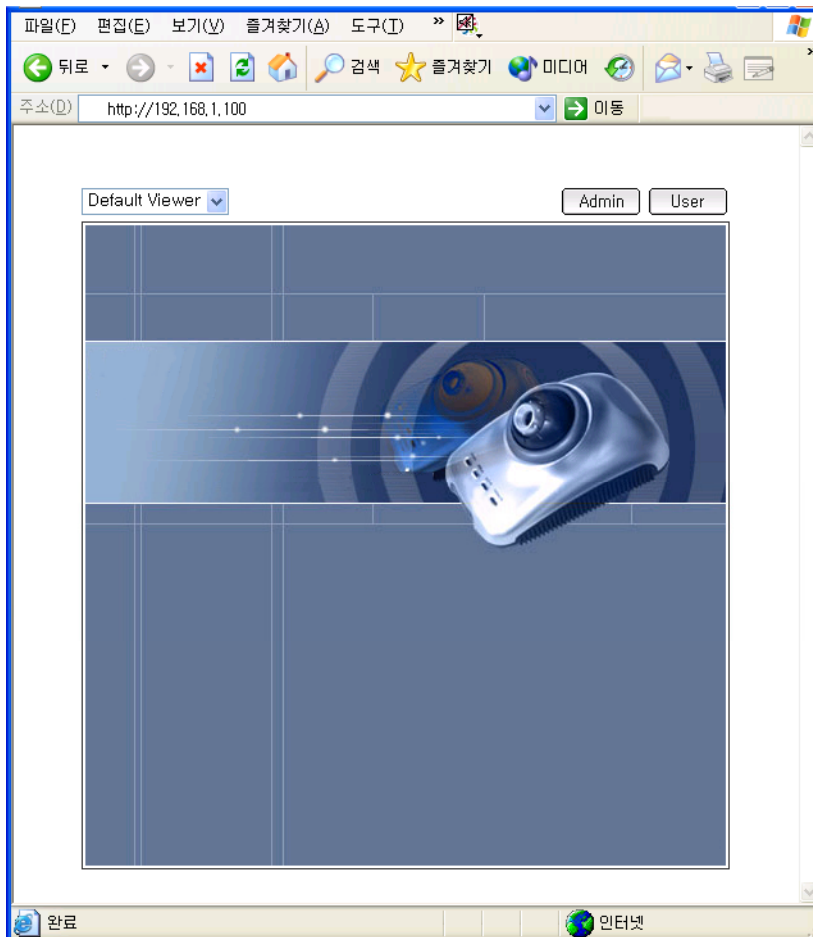 파일(F) 편집(E) 보기(V) 즐겨찾기(A) 도구(T) »
뒤로 검색 즐겨찾기 미디어 »
주소(D) http://192,168,1,100 이동
Default Viewer Admin User
완료 인터넷